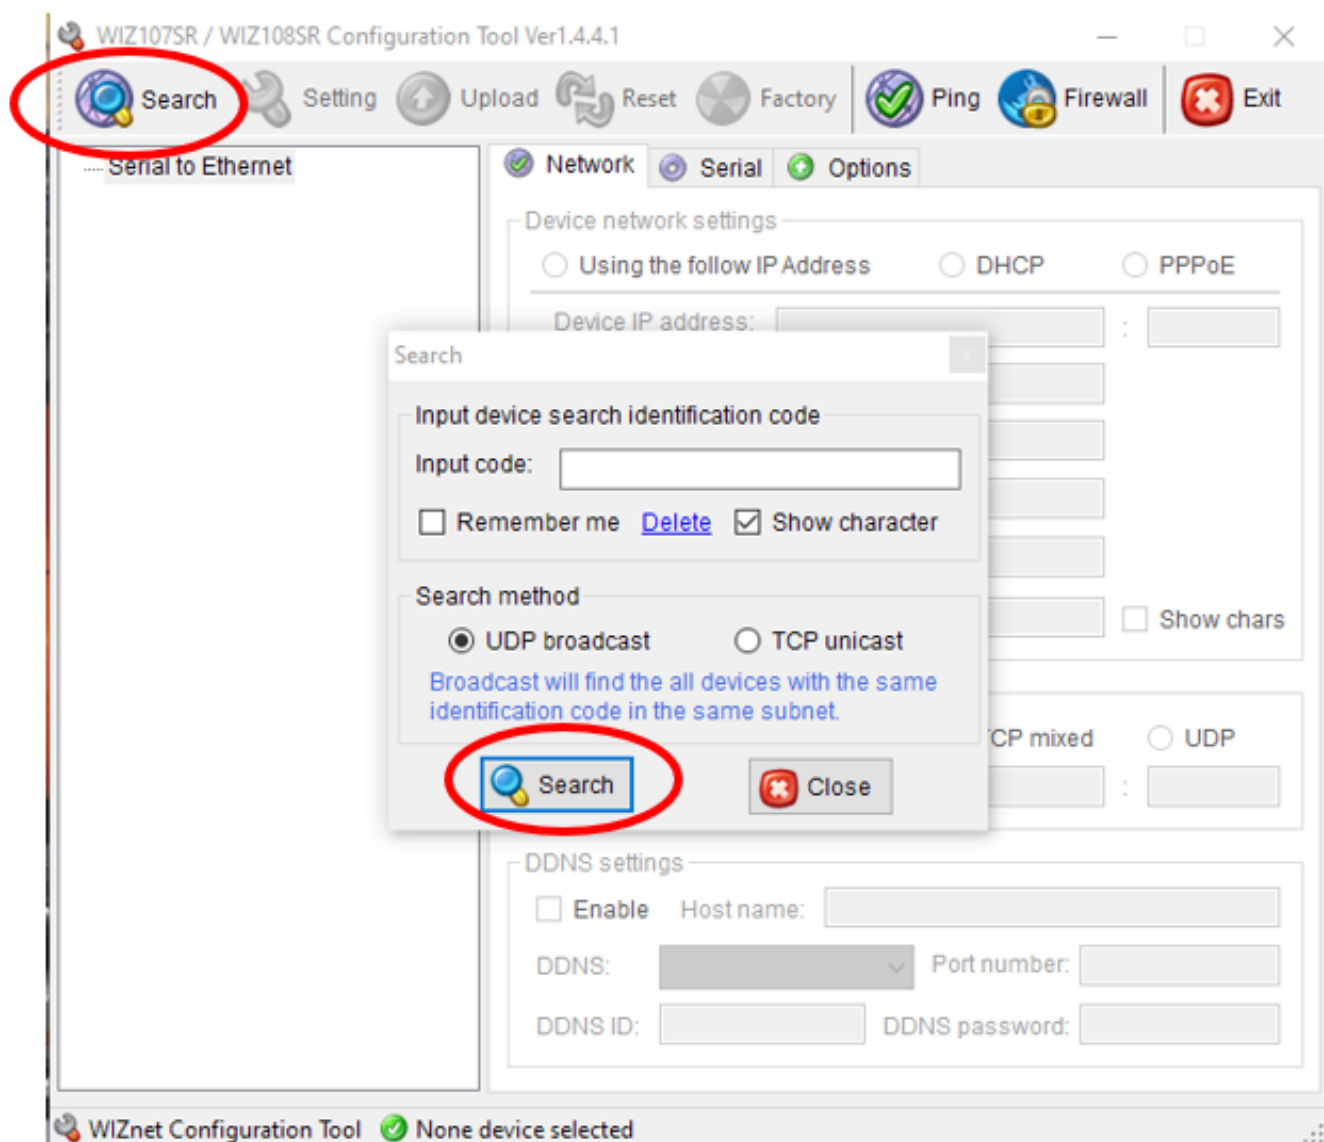 WIZ107SR / WIZ108SR Configuration Tool Ver1.4.4.1
Search Setting Upload Reset Factory Ping Firewall Exit
Serial to Ethernet
Network Serial Options
Device network settings
Using the follow IP Address DHCP PPPoE
Device IP address: :
Search
Input device search identification code
Input code:
Remember me Delete Show character
Search method
UDP broadcast TCP unicast
Broadcast will find the all devices with the same
identification code in the same subnet.
Search Close
Show chars
CP mixed UDP
:
DDNS settings
Enable Host name:
DDNS: Port number:
DDNS ID: DDNS password:
WIZnet Configuration Tool None device selected